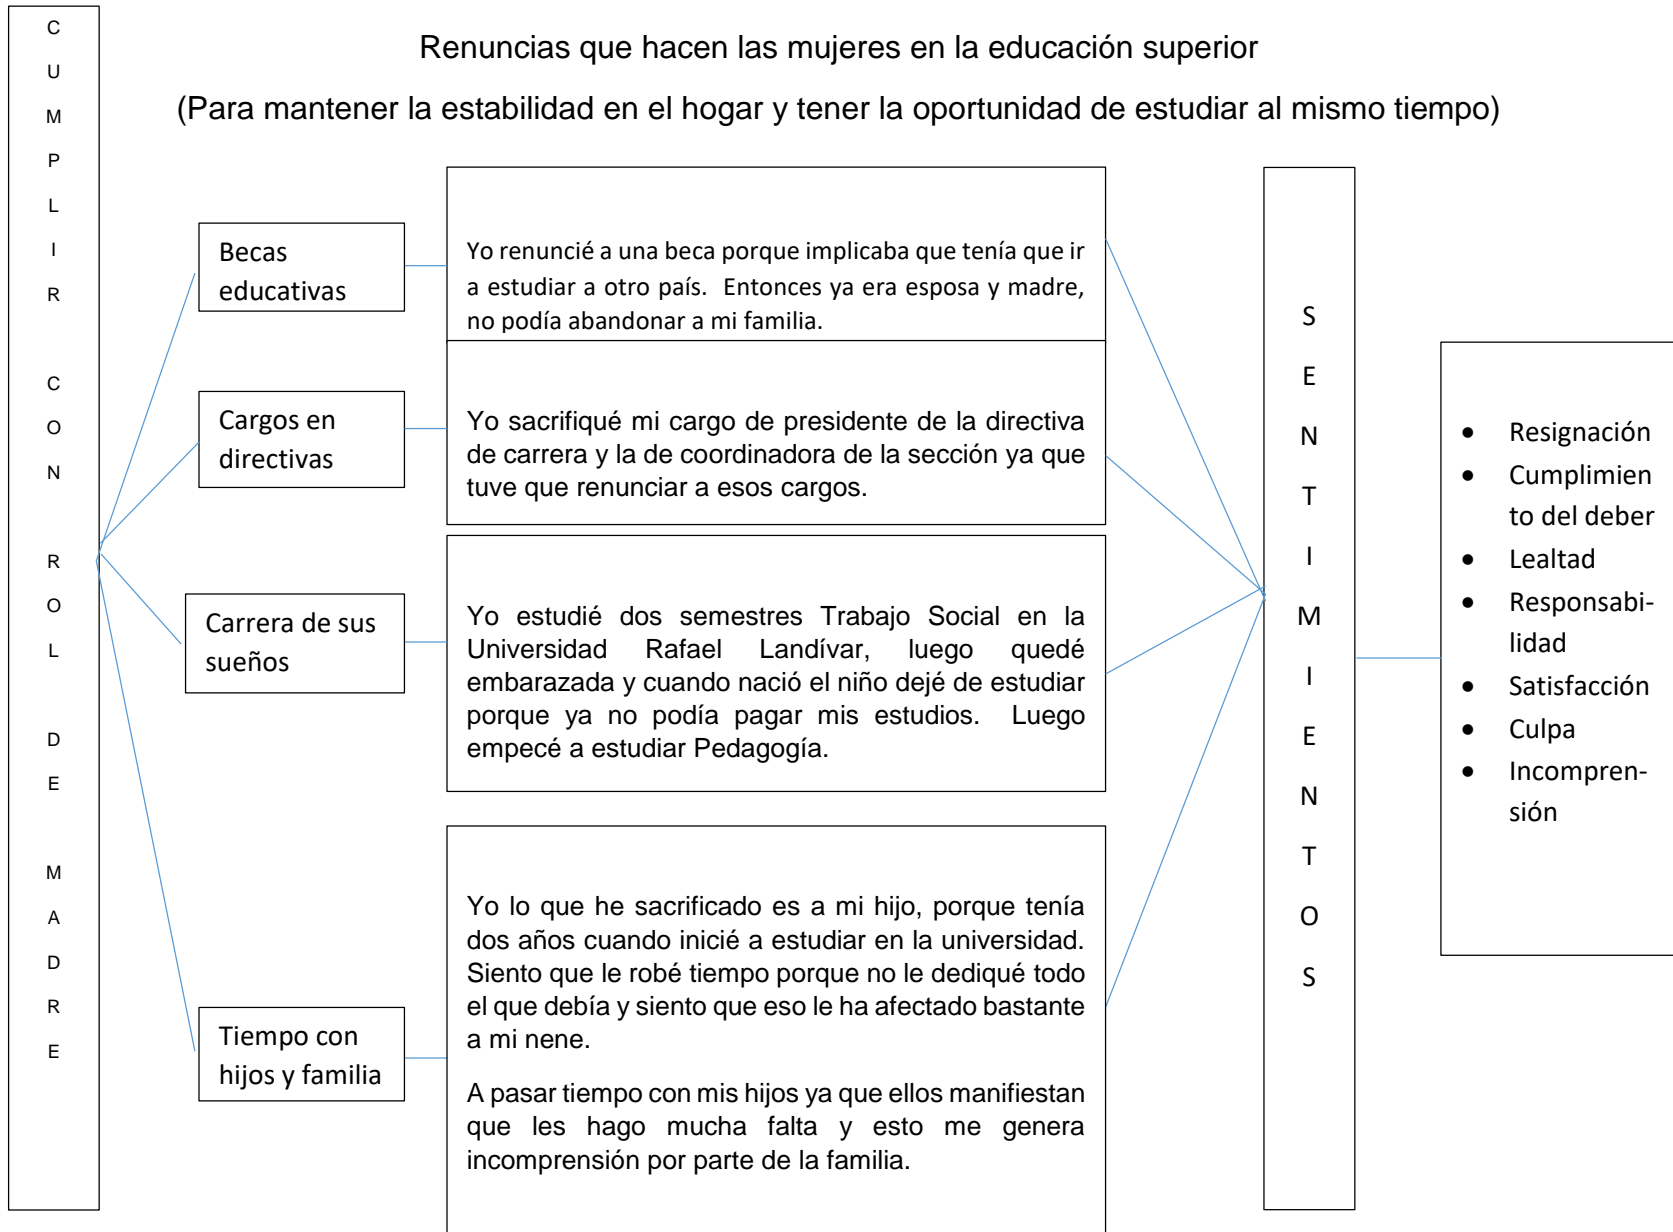 Renuncias que hacen las mujeres en la educación superior
(Para mantener la estabilidad en el hogar y tener la oportunidad de estudiar al mismo tiempo)
CUMPLIR CON ROL DE MADRE
Becas
educativas
Yo renuncié a una beca porque implicaba que tenía que ir
a estudiar a otro país. Entonces ya era esposa y madre,
no podía abandonar a mi familia.
Cargos en
directivas
Yo sacrifiqué mi cargo de presidente de la directiva
de carrera y la de coordinadora de la sección ya que
tuve que renunciar a esos cargos.
Carrera de sus
sueños
Yo estudié dos semestres Trabajo Social en la
Universidad Rafael Landívar, luego quedé
embarazada y cuando nació el niño dejé de estudiar
porque ya no podía pagar mis estudios. Luego
empecé a estudiar Pedagogía.
Tiempo con
hijos y familia
Yo lo que he sacrificado es a mi hijo, porque tenía
dos años cuando inicié a estudiar en la universidad.
Siento que le robé tiempo porque no le dediqué todo
el que debía y siento que eso le ha afectado bastante
a mi nene.
A pasar tiempo con mis hijos ya que ellos manifiestan
que les hago mucha falta y esto me genera
incomprensión por parte de la familia.
SENTIMIENTOS
• Resignación
• Cumplimien
to del deber
• Lealtad
• Responsabi-
lidad
• Satisfacción
• Culpa
• Incompren-
sión